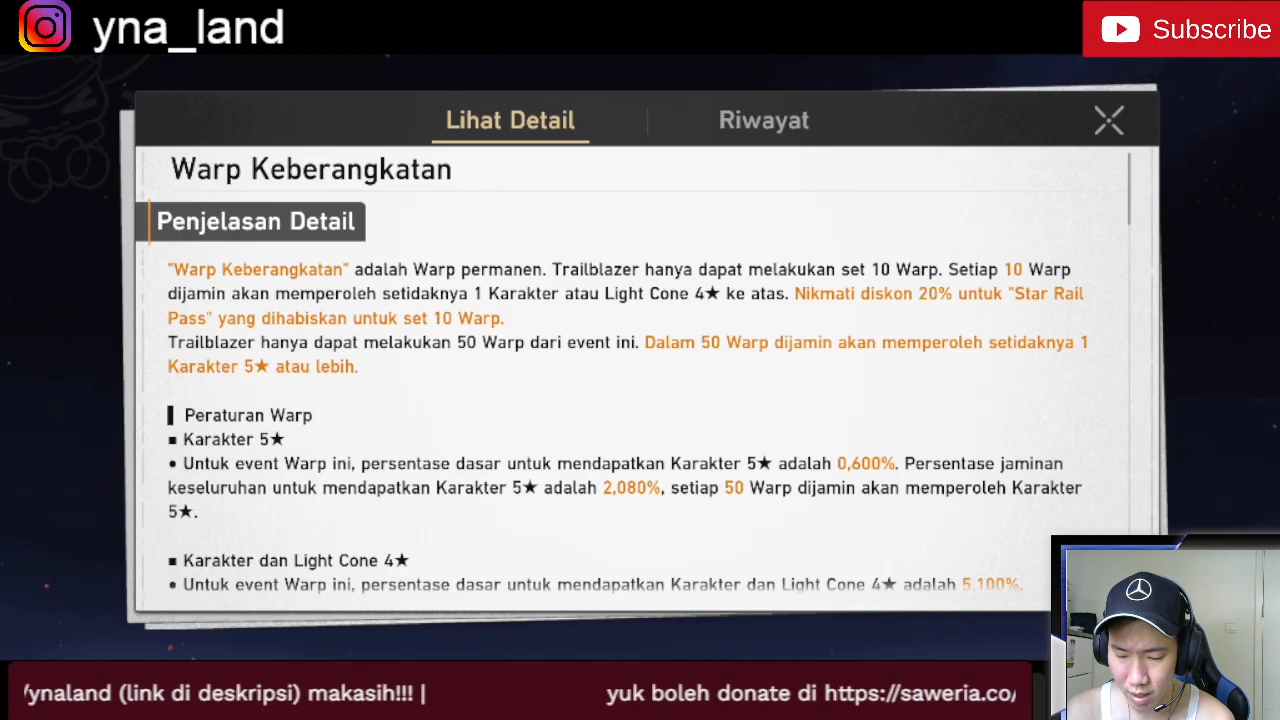 yna_land
Subscribe
Lihat Detail
Riwayat
Warp Keberangkatan
Penjelasan Detail
"Warp Keberangkatan" adalah Warp permanen. Trailblazer hanya dapat melakukan set 10 Warp. Setiap 10 Warp
dijamin akan memperoleh setidaknya 1 Karakter atau Light Cone 4★ ke atas. Nikmati diskon 20% untuk "Star Rail
Pass" yang dihabiskan untuk set 10 Warp.
Trailblazer hanya dapat melakukan 50 Warp dari event ini. Dalam 50 Warp dijamin akan memperoleh setidaknya 1
Karakter 5★ atau lebih.
▌ Peraturan Warp
■ Karakter 5★
● Untuk event Warp ini, persentase dasar untuk mendapatkan Karakter 5★ adalah 0,600%. Persentase jaminan
keseluruhan untuk mendapatkan Karakter 5★ adalah 2,080%, setiap 50 Warp dijamin akan memperoleh Karakter
5★.
■ Karakter dan Light Cone 4★
● Untuk event Warp ini, persentase dasar untuk mendapatkan Karakter dan Light Cone 4★ adalah 5,100%.
/ynaland (link di deskripsi) makasih!!! | yuk boleh donate di https://saweria.co/